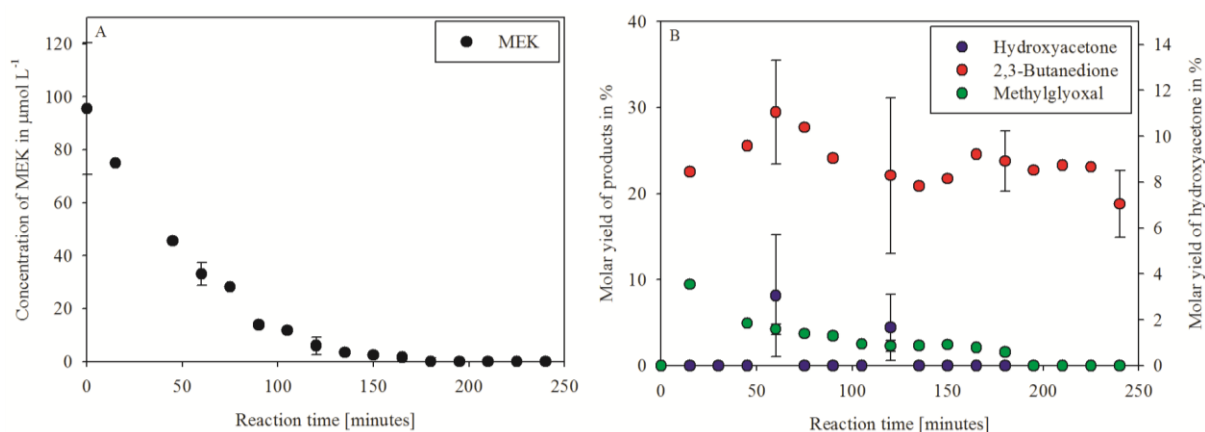 A
MEK
120
100
80
60
40
20
0
Concentration of MEK in µmol L⁻¹
0 50 100 150 200 250
Reaction time [minutes]
B
Hydroxyacetone
2,3-Butanedione
Methylglyoxal
40
30
20
10
0
Molar yield of products in %
14
12
10
8
6
4
2
0
Molar yield of hydroxyacetone in %
0 50 100 150 200 250
Reaction time [minutes]